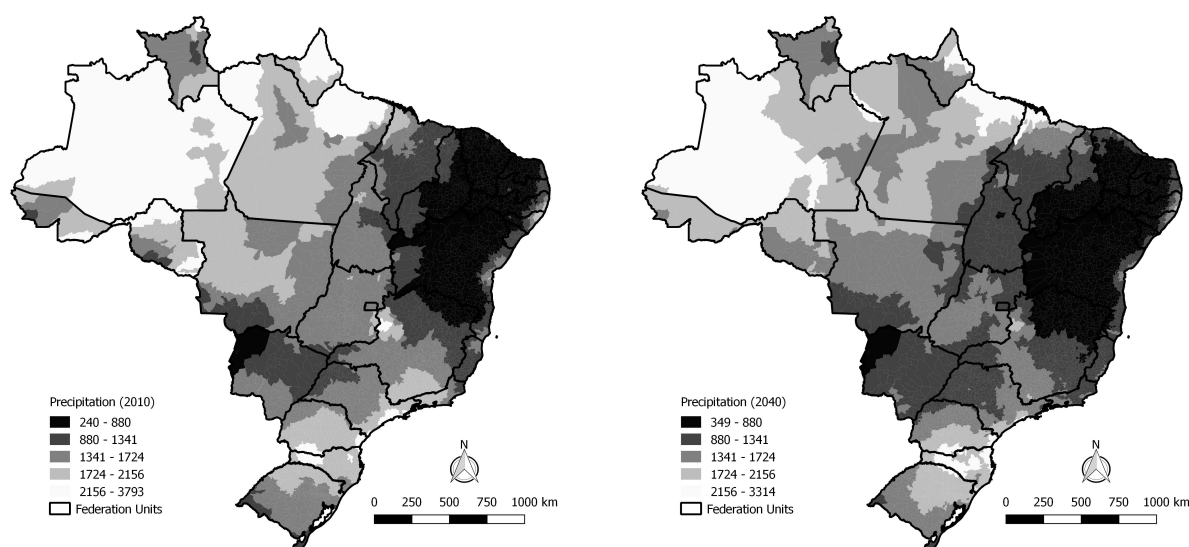 Precipitation (2010)
240 - 880
880 - 1341
1341 - 1724
1724 - 2156
2156 - 3793
Federation Units
N
0 250 500 750 1000 km
Precipitation (2040)
349 - 880
880 - 1341
1341 - 1724
1724 - 2156
2156 - 3314
Federation Units
N
0 250 500 750 1000 km